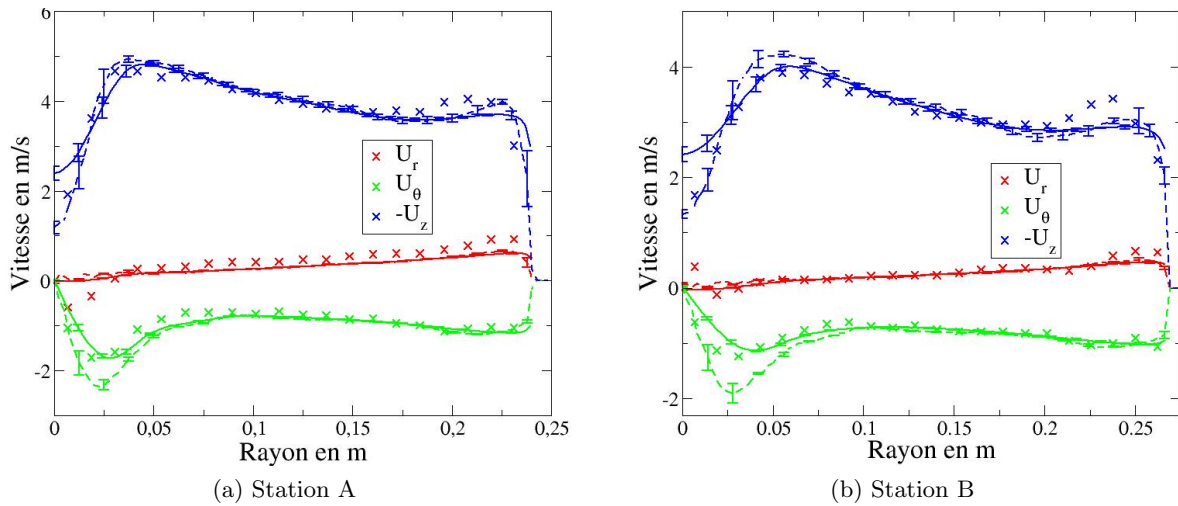 6
4
2
0
-2
Vitesse en m/s
0
0,05
0,1
0,15
0,2
0,25
Rayon en m
U_r
U_θ
-U_z
(a) Station A
4
2
0
-2
Vitesse en m/s
0
0.05
0.1
0.15
0.2
0.25
Rayon en m
U_r
U_θ
-U_z
(b) Station B